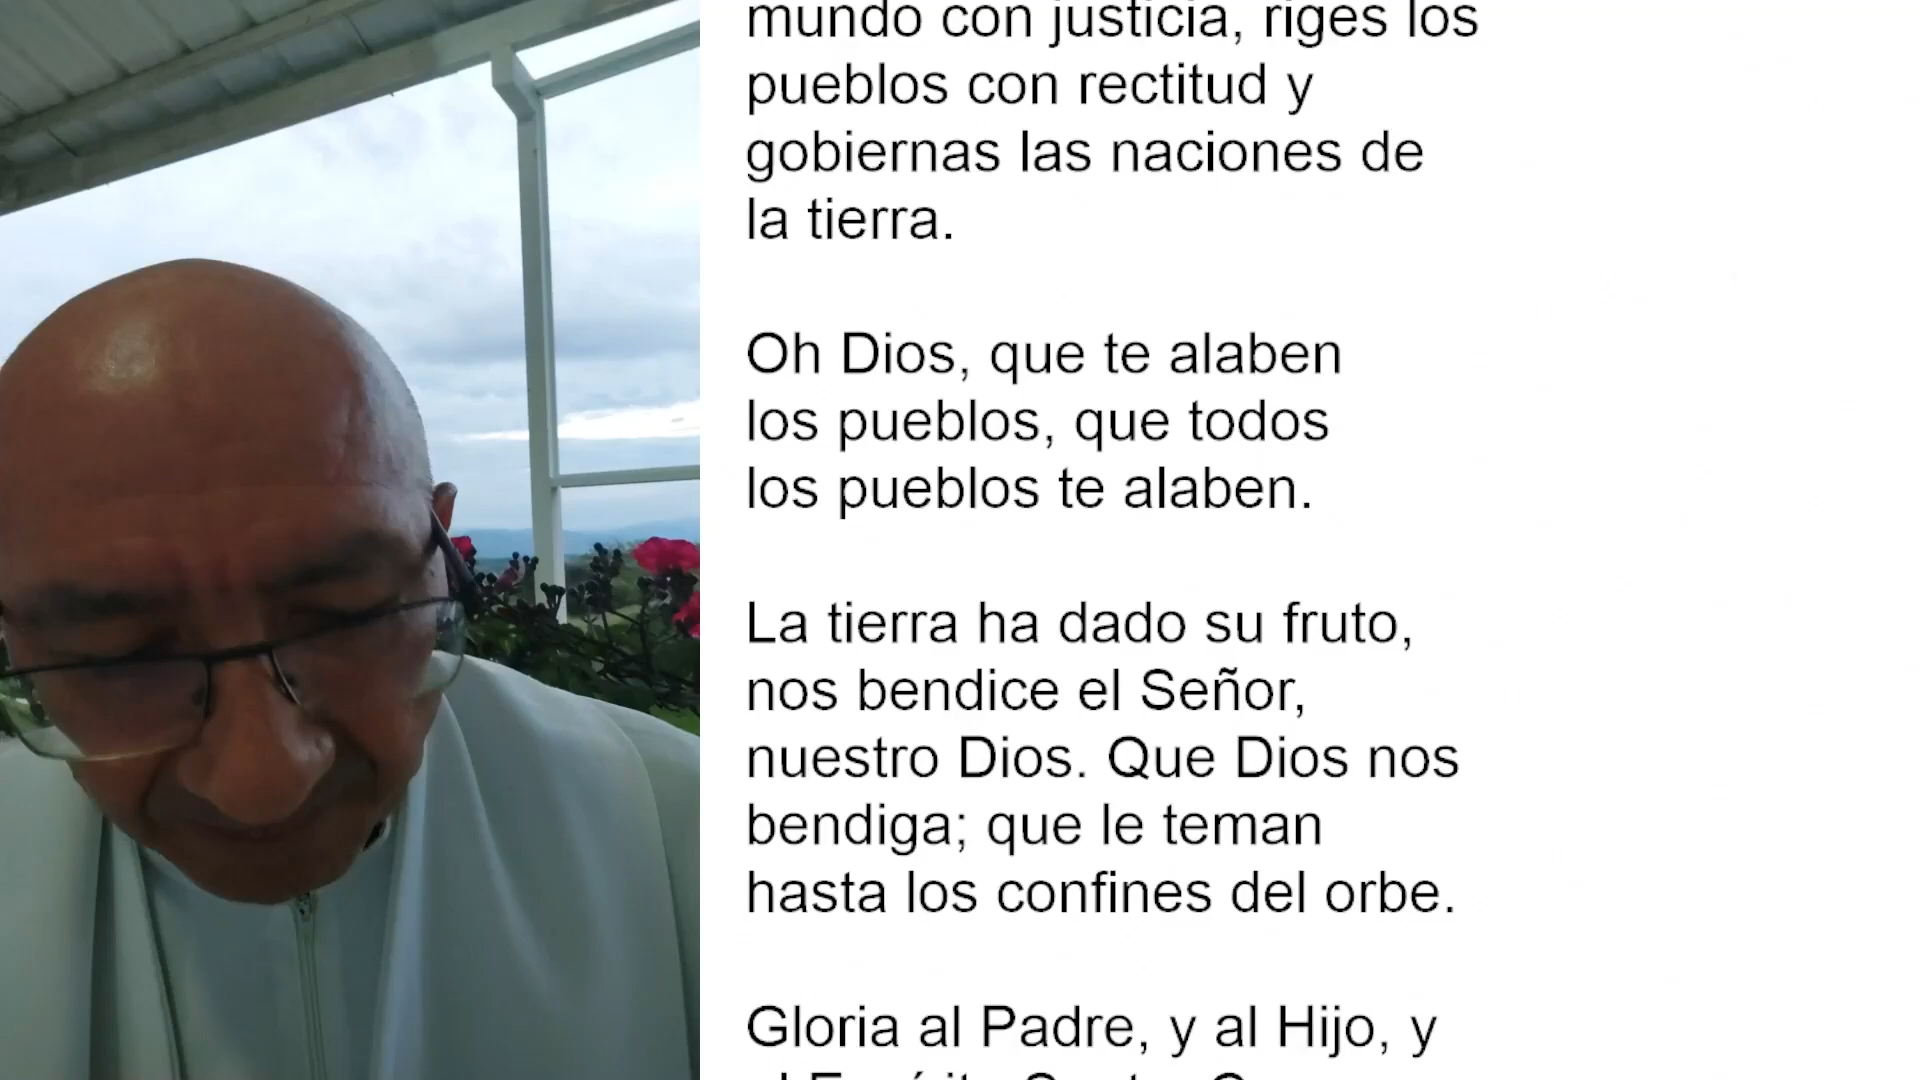 mundo con justicia, riges los
pueblos con rectitud y
gobiernas las naciones de
la tierra.
Oh Dios, que te alaben
los pueblos, que todos
los pueblos te alaben.
La tierra ha dado su fruto,
nos bendice el Señor,
nuestro Dios. Que Dios nos
bendiga; que le teman
hasta los confines del orbe.
Gloria al Padre, y al Hijo, y